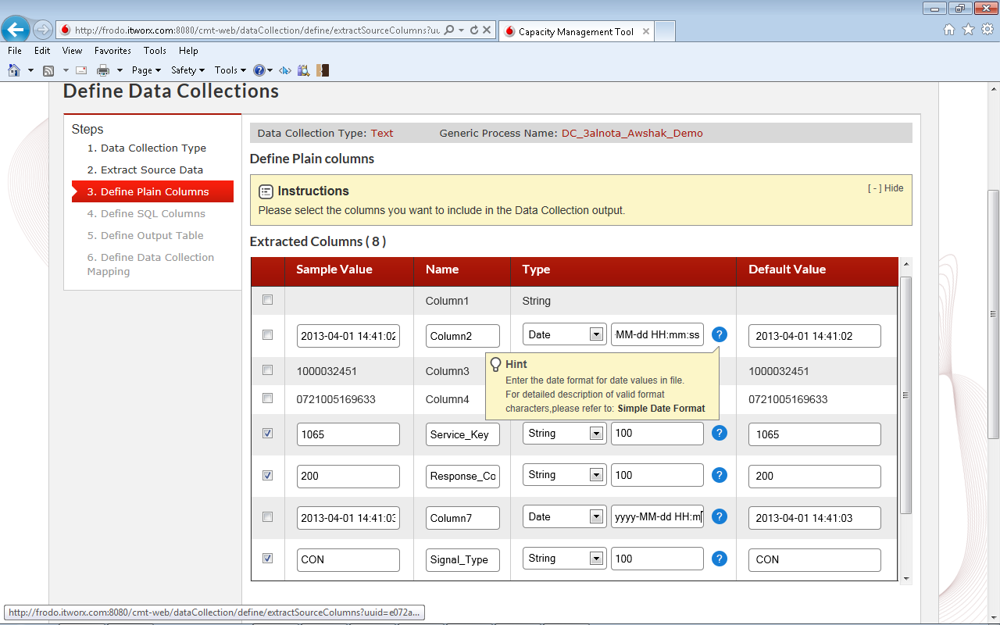 http://frodo.itworx.com:8080/cmt-web/dataCollection/define/extractSourceColumns?uu
Capacity Management Tool
File Edit View Favorites Tools Help
Page Safety Tools
Define Data Collections
Steps
1. Data Collection Type
2. Extract Source Data
3. Define Plain Columns
4. Define SQL Columns
5. Define Output Table
6. Define Data Collection
Mapping
Data Collection Type: Text Generic Process Name: DC_3alnota_Awshak_Demo
Define Plain columns
Instructions [ - ] Hide
Please select the columns you want to include in the Data Collection output.
Extracted Columns ( 8 )
Sample Value Name Type Default Value
Column1 String
2013-04-01 14:41:02 Column2 Date MM-dd HH:mm:ss ? 2013-04-01 14:41:02
1000032451 Column3 1000032451
0721005169633 Column4 0721005169633
Hint
Enter the date format for date values in file.
For detailed description of valid format
characters,please refer to: Simple Date Format
1065 Service_Key String 100 ? 1065
200 Response_Co String 100 ? 200
2013-04-01 14:41:03 Column7 Date yyyy-MM-dd HH:m ? 2013-04-01 14:41:03
CON Signal_Type String 100 ? CON
http://frodo.itworx.com:8080/cmt-web/dataCollection/define/extractSourceColumns?uuid=e072a...